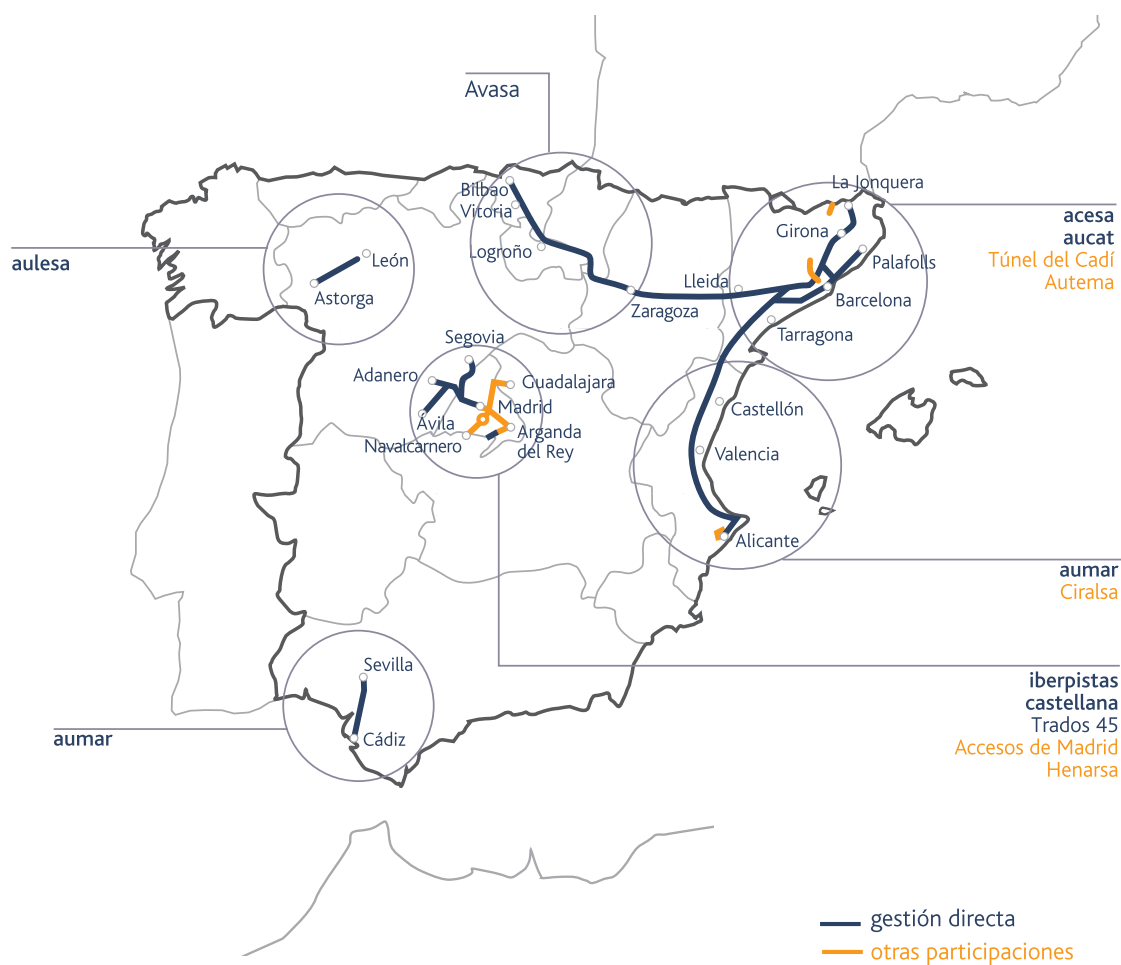 Avasa
La Jonquera
Bilbao
Vitoria
acesa
aucat
Girona
Túnel del Cadí
Autema
Logroño
León
Palafolls
aulesa
Astorga
Lleida
Barcelona
Zaragoza
Tarragona
Segovia
Adanero
Guadalajara
Madrid
Castellón
Ávila
Arganda
del Rey
Navalcarnero
Valencia
Alicante
aumar
Ciralsa
Sevilla
iberpistas
castellana
Trados 45
Accesos de Madrid
Henarsa
aumar
Cádiz
gestión directa
otras participaciones